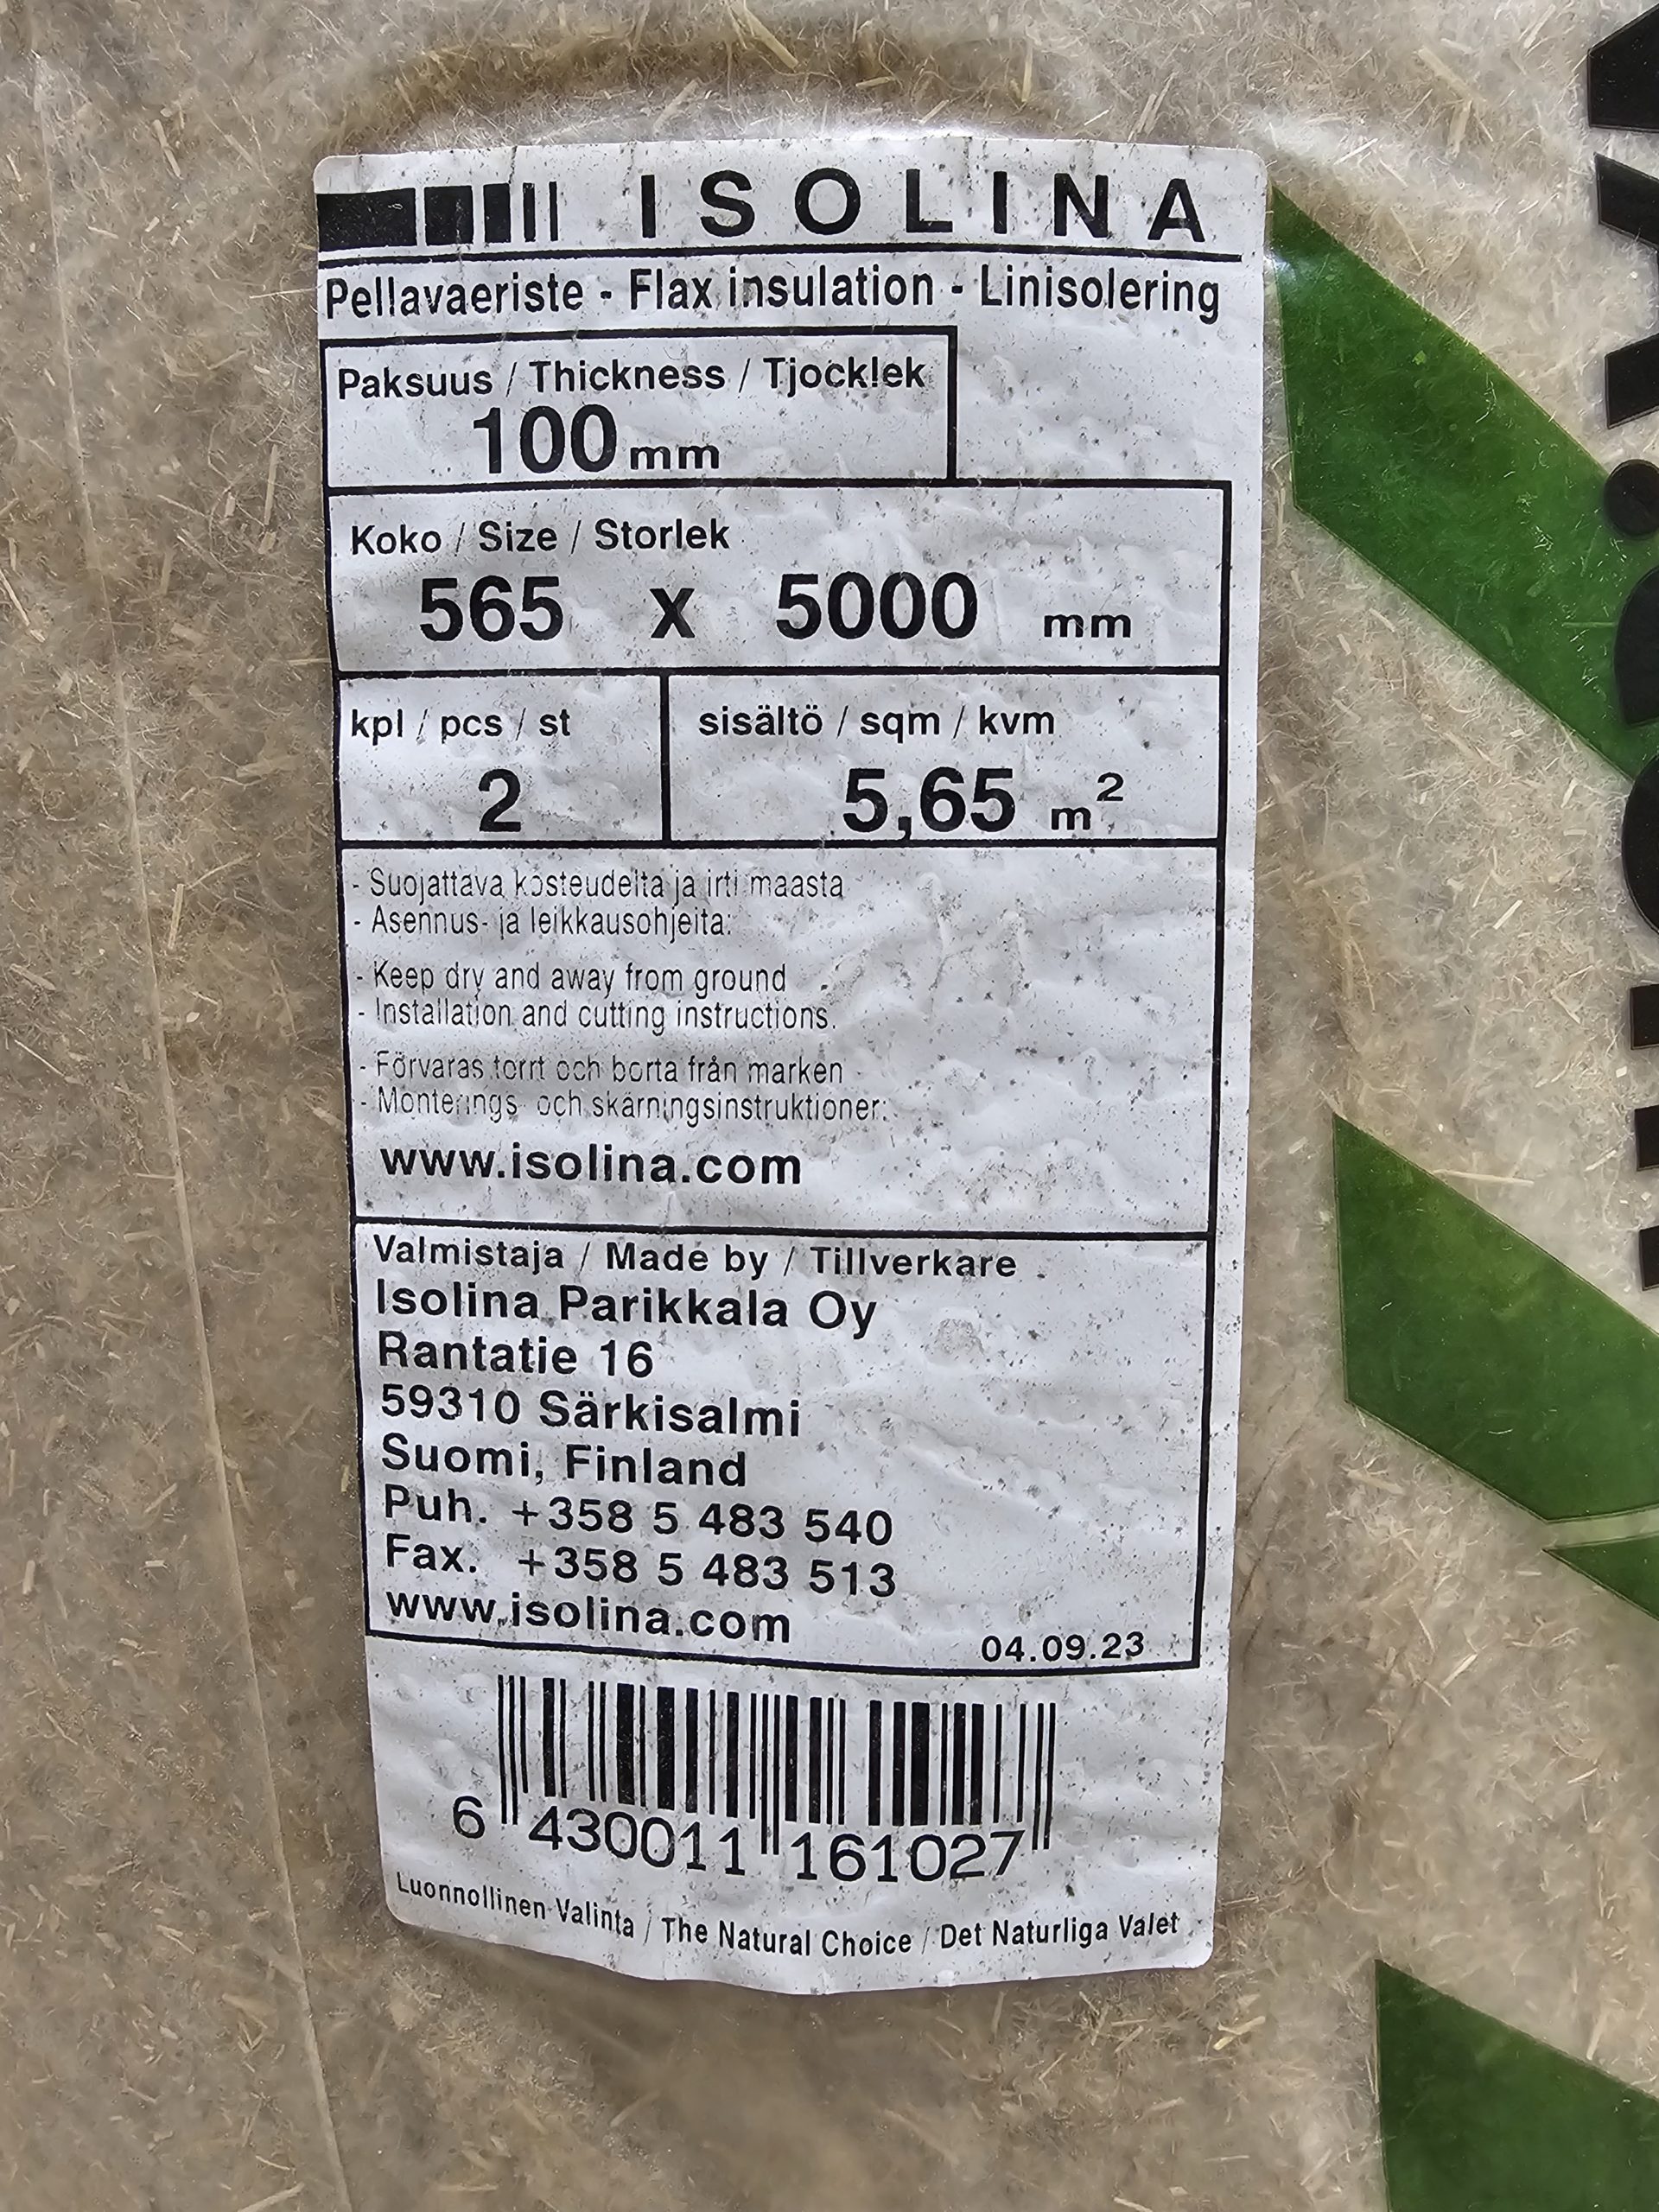 ISOLINA
Pellavaeriste - Flax insulation - Linisolering
Paksuus / Thickness / Tjocklek
100 mm
Koko / Size / Storlek
565 x 5000 mm
kpl / pcs / st
2
sisältö / sqm / kvm
5,65 m²
- Suojattava kosteudelta ja irti maasta
- Asennus- ja leikkausohjeita:
- Keep dry and away from ground
- Installation and cutting instructions:
- Förvaras torrt och borta från marken
- Monterings- och skärningsinstruktioner:
www.isolina.com
Valmistaja / Made by / Tillverkare
Isolina Parikkala Oy
Rantatie 16
59310 Särkisalmi
Suomi, Finland
Puh. +358 5 483 540
Fax. +358 5 483 513
www.isolina.com
04.09.23
6 430011 161027
Luonnollinen Valinta / The Natural Choice / Det Naturliga Valet